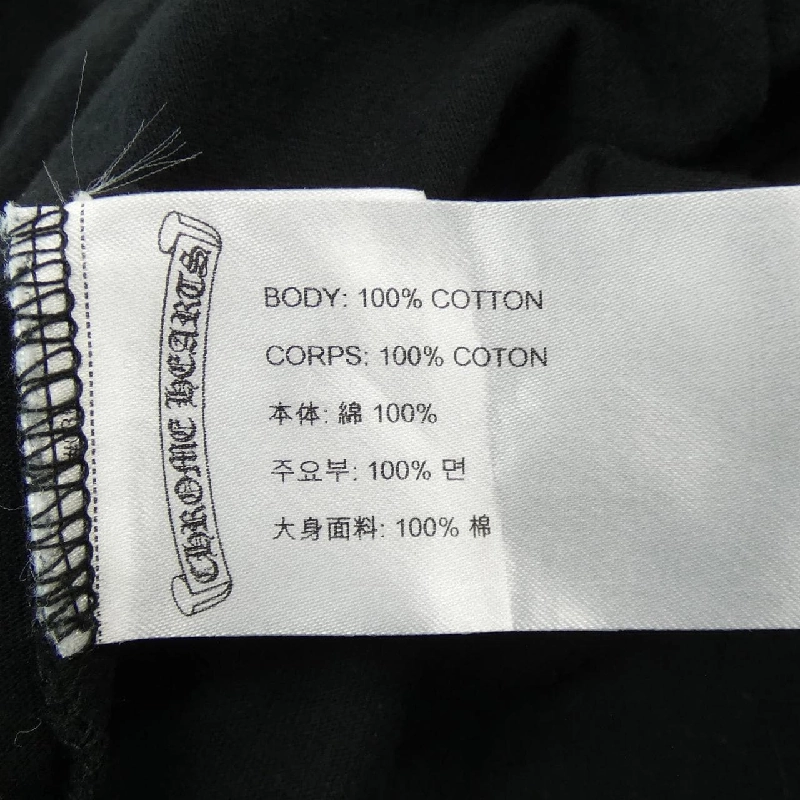 CHROME HEARTS
BODY: 100% COTTON
CORPS: 100% COTON
本体: 綿 100%
주요부: 100% 면
大身面料: 100% 棉